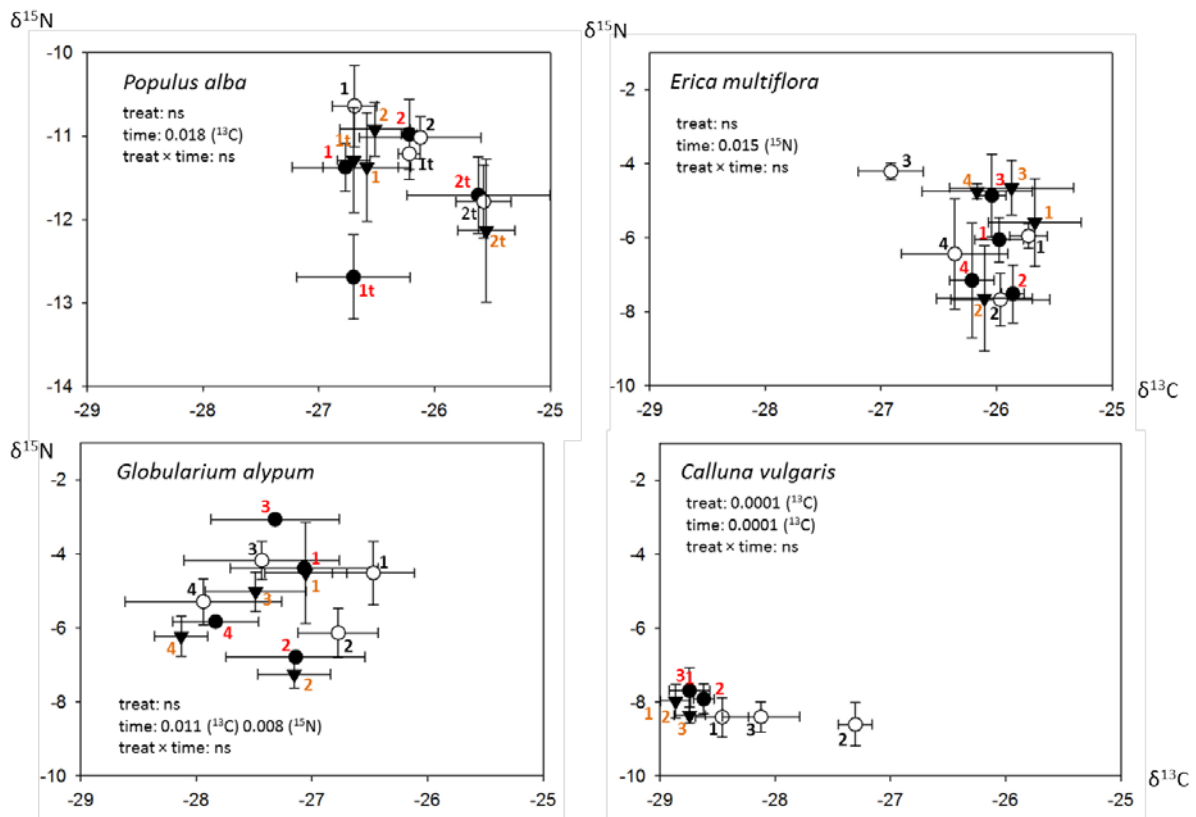 δ¹⁵N
-10
-11
-12
-13
-14
-29
-28
-27
-26
-25
Populus alba
treat: ns
time: 0.018 (¹³C)
treat × time: ns
1
2
2
2
1t
1
1
1t
2t
2t
2t
1t
δ¹⁵N
-2
-4
-6
-8
-10
-29
-28
-27
-26
-25
δ¹³C
Erica multiflora
treat: ns
time: 0.015 (¹⁵N)
treat × time: ns
3
4
3
3
1
4
1
1
4
2
2
2
δ¹⁵N
-2
-4
-6
-8
-10
-29
-28
-27
-26
-25
Globularium alypum
3
3
1
1
4
3
1
4
4
2
2
2
treat: ns
time: 0.011 (¹³C) 0.008 (¹⁵N)
treat × time: ns
-2
-4
-6
-8
-10
-29
-28
-27
-26
-25
δ¹³C
Calluna vulgaris
treat: 0.0001 (¹³C)
time: 0.0001 (¹³C)
treat × time: ns
31
2
1
2
3
1
3
2